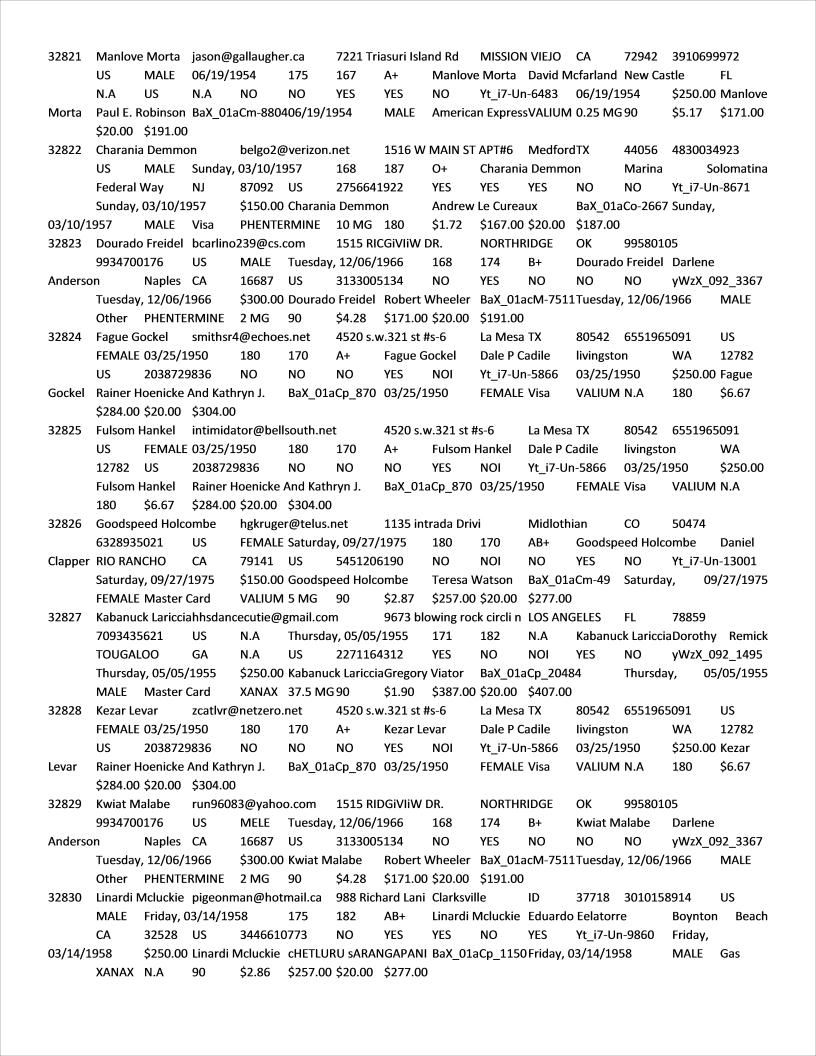 32821 Manlove Morta jason@gallaugher.ca 7221 Triasuri Island Rd MISSION VIEJO CA 72942 3910699972
US MALE 06/19/1954 175 167 A+ Manlove Morta David Mcfarland New Castle FL
N.A US N.A NO NO YES YES NO Yt_i7-Un-6483 06/19/1954 $250.00 Manlove
Morta Paul E. Robinson BaX_01aCm-880406/19/1954 MALE American ExpressVALIUM 0.25 MG 90 $5.17 $171.00
$20.00 $191.00
32822 Charania Demmon belgo2@verizon.net 1516 W MAIN ST APT#6 MedfordTX 44056 4830034923
US MALE Sunday, 03/10/1957 168 187 O+ Charania Demmon Marina Solomatina
Federal Way NJ 87092 US 2756641922 YES YES YES NO NO Yt_i7-Un-8671
Sunday, 03/10/1957 $150.00 Charania Demmon Andrew Le Cureaux BaX_01aCo-2667 Sunday,
03/10/1957 MALE Visa PHENTERMINE 10 MG 180 $1.72 $167.00 $20.00 $187.00
32823 Dourado Freidel bcarlino239@cs.com 1515 RICGiVIiW DR. NORTHRIDGE OK 99580105
9934700176 US MALE Tuesday, 12/06/1966 168 174 B+ Dourado Freidel Darlene
Anderson Naples CA 16687 US 3133005134 NO YES NO NO NO yWzX_092_3367
Tuesday, 12/06/1966 $300.00 Dourado Freidel Robert Wheeler BaX_01acM-7511Tuesday, 12/06/1966 MALE
Other PHENTERMINE 2 MG 90 $4.28 $171.00 $20.00 $191.00
32824 Fague Gockel smithsr4@echoes.net 4520 s.w.321 st #s-6 La Mesa TX 80542 6551965091 US
FEMALE 03/25/1950 180 170 A+ Fague Gockel Dale P Cadile livingston WA 12782
US 2038729836 NO NO NO YES NOI Yt_i7-Un-5866 03/25/1950 $250.00 Fague
Gockel Rainer Hoenicke And Kathryn J. BaX_01aCp_870 03/25/1950 FEMALE Visa VALIUM N.A 180 $6.67
$284.00 $20.00 $304.00
32825 Fulsom Hankel intimidator@bellsouth.net 4520 s.w.321 st #s-6 La Mesa TX 80542 6551965091
US FEMALE 03/25/1950 180 170 A+ Fulsom Hankel Dale P Cadile livingston WA
12782 US 2038729836 NO NO NO YES NOI Yt_i7-Un-5866 03/25/1950 $250.00
Fulsom Hankel Rainer Hoenicke And Kathryn J. BaX_01aCp_870 03/25/1950 FEMALE Visa VALIUM N.A
180 $6.67 $284.00 $20.00 $304.00
32826 Goodspeed Holcombe hgkruger@telus.net 1135 intrada Drivi Midlothian CO 50474
6328935021 US FEMALE Saturday, 09/27/1975 180 170 AB+ Goodspeed Holcombe Daniel
Clapper RIO RANCHO CA 79141 US 5451206190 NO NOI NO YES NO Yt_i7-Un-13001
Saturday, 09/27/1975 $150.00 Goodspeed Holcombe Teresa Watson BaX_01aCm-49 Saturday, 09/27/1975
FEMALE Master Card VALIUM 5 MG 90 $2.87 $257.00 $20.00 $277.00
32827 Kabanuck Laricciahhsdancecutie@gmail.com 9673 blowing rock circli n LOS ANGELES FL 78859
7093435621 US N.A Thursday, 05/05/1955 171 182 N.A Kabanuck LaricciaDorothy Remick
TOUGALOO GA N.A US 2271164312 YES NO NOI YES NO yWzX_092_1495
Thursday, 05/05/1955 $250.00 Kabanuck LaricciaGregory Viator BaX_01aCp_20484 Thursday, 05/05/1955
MALE Master Card XANAX 37.5 MG 90 $1.90 $387.00 $20.00 $407.00
32828 Kezar Levar zcatlvr@netzero.net 4520 s.w.321 st #s-6 La Mesa TX 80542 6551965091 US
FEMALE 03/25/1950 180 170 A+ Kezar Levar Dale P Cadile livingston WA 12782
US 2038729836 NO NO NO YES NOI Yt_i7-Un-5866 03/25/1950 $250.00 Kezar
Levar Rainer Hoenicke And Kathryn J. BaX_01aCp_870 03/25/1950 FEMALE Visa VALIUM N.A 180 $6.67
$284.00 $20.00 $304.00
32829 Kwiat Malabe run96083@yahoo.com 1515 RIDGiVIiW DR. NORTHRIDGE OK 99580105
9934700176 US MELE Tuesday, 12/06/1966 168 174 B+ Kwiat Malabe Darlene
Anderson Naples CA 16687 US 3133005134 NO YES NO NO NO yWzX_092_3367
Tuesday, 12/06/1966 $300.00 Kwiat Malabe Robert Wheeler BaX_01acM-7511Tuesday, 12/06/1966 MALE
Other PHENTERMINE 2 MG 90 $4.28 $171.00 $20.00 $191.00
32830 Linardi Mcluckie pigeonman@hotmail.ca 988 Richard Lani Clarksville ID 37718 3010158914 US
MALE Friday, 03/14/1958 175 182 AB+ Linardi Mcluckie Eduardo Eelatorre Boynton Beach
CA 32528 US 3446610773 NO YES YES NO YES Yt_i7-Un-9860 Friday,
03/14/1958 $250.00 Linardi Mcluckie cHETLURU sARANGAPANI BaX_01aCp_1150Friday, 03/14/1958 MALE Gas
XANAX N.A 90 $2.86 $257.00 $20.00 $277.00